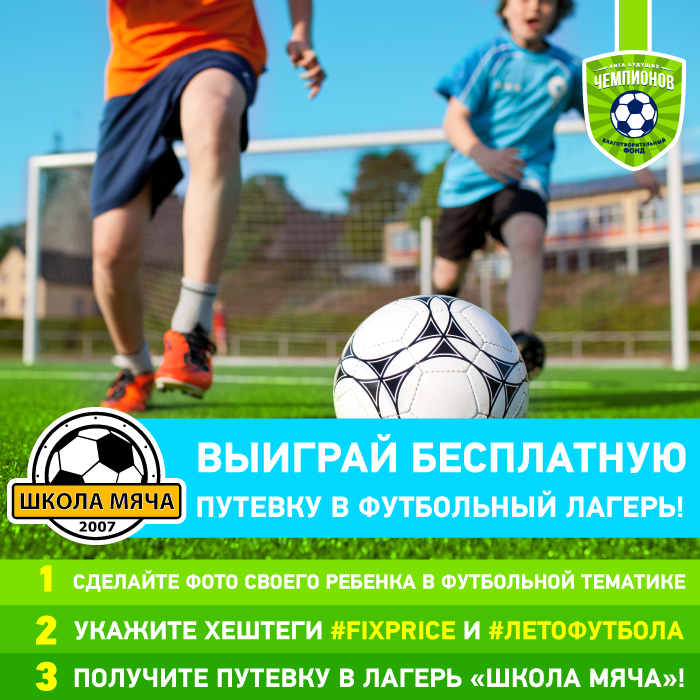 ЛИГА БУДУЩИХ
ЧЕМПИОНОВ
БЛАГОТВОРИТЕЛЬНЫЙ
ФОНД
ВЫИГРАЙ БЕСПЛАТНУЮ
ПУТЕВКУ В ФУТБОЛЬНЫЙ ЛАГЕРЬ!
ШКОЛА МЯЧА
2007
1 СДЕЛАЙТЕ ФОТО СВОЕГО РЕБЕНКА В ФУТБОЛЬНОЙ ТЕМАТИКЕ
2 УКАЖИТЕ ХЕШТЕГИ #FIXPRICE И #ЛЕТОФУТБОЛА
3 ПОЛУЧИТЕ ПУТЕВКУ В ЛАГЕРЬ «ШКОЛА МЯЧА»!